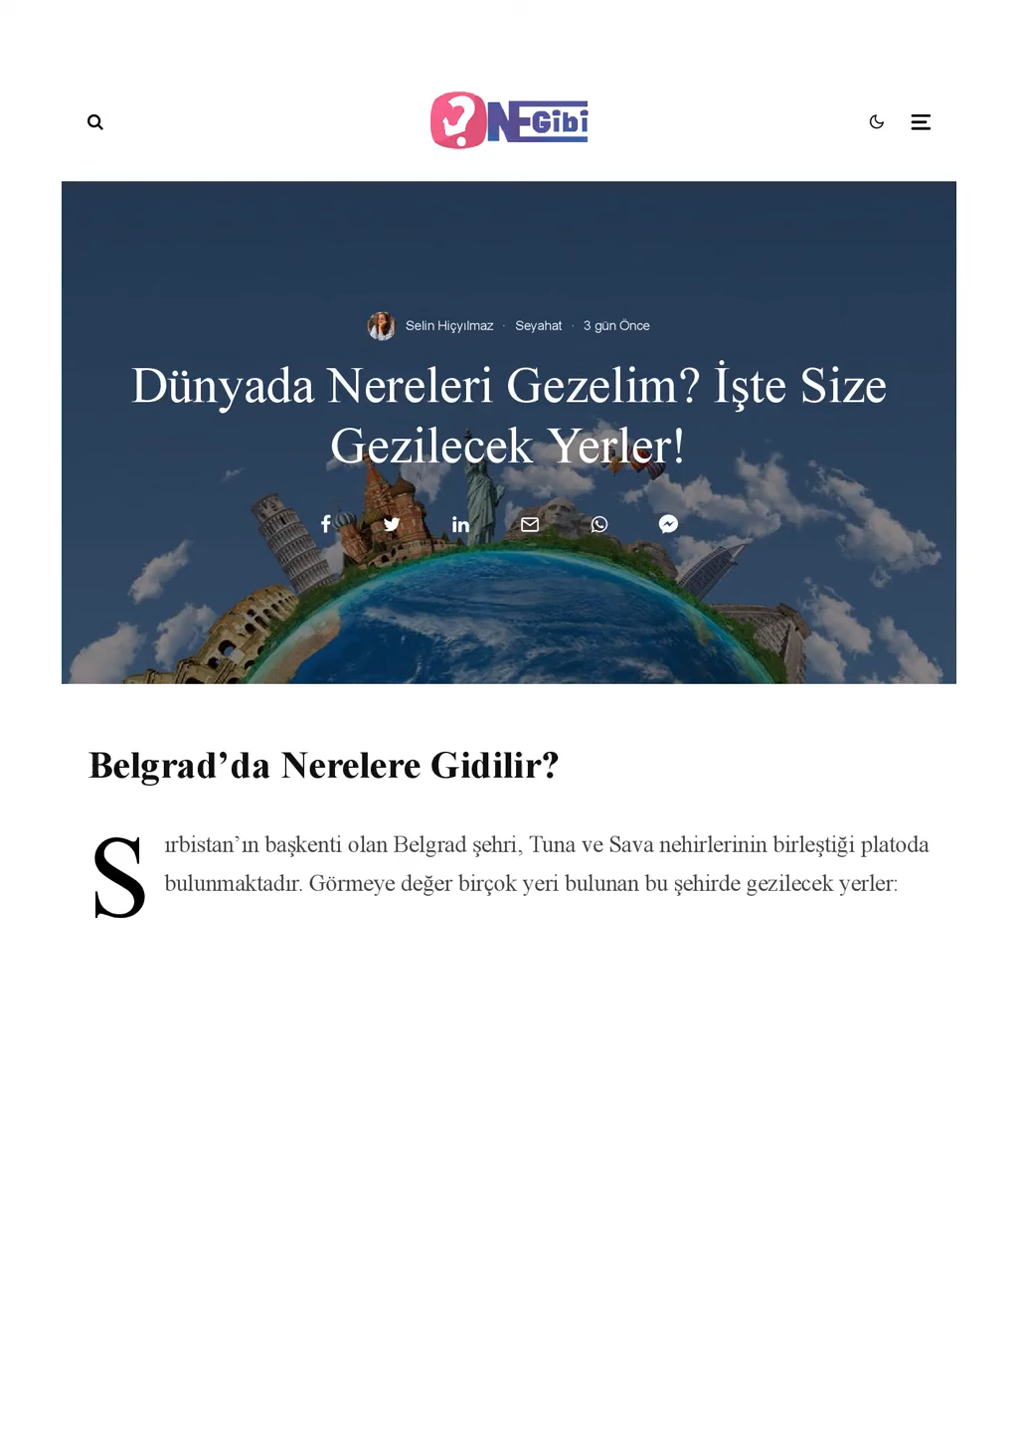 NEGibi
Selin Hiçyılmaz · Seyahat · 3 gün Önce
Dünyada Nereleri Gezelim? İşte Size
Gezilecek Yerler!
Belgrad’da Nerelere Gidilir?
Sırbistan’ın başkenti olan Belgrad şehri, Tuna ve Sava nehirlerinin birleştiği platoda
bulunmaktadır. Görmeye değer birçok yeri bulunan bu şehirde gezilecek yerler: